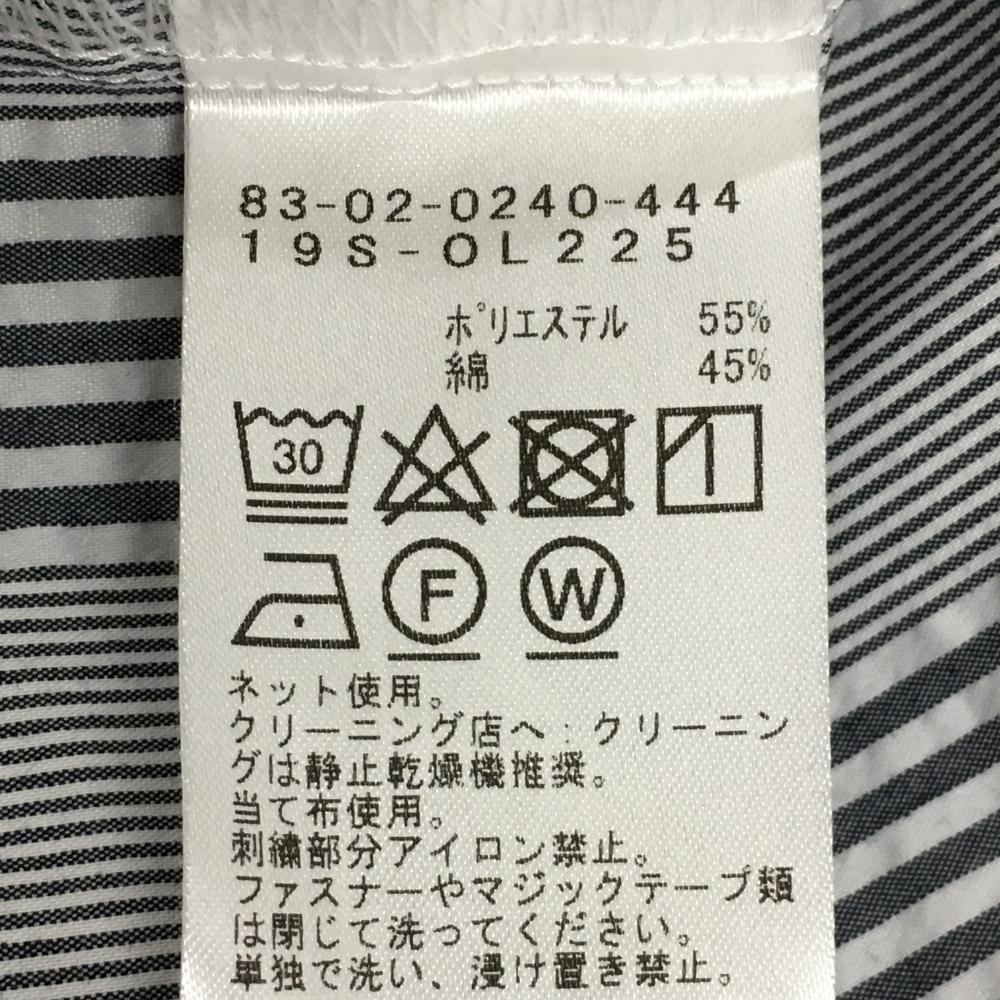 83-02-0240-444
19S-OL225
ポリエステル 55%
綿 45%
30
F W
ネット使用。
クリーニング店へ:クリーニン
グは静止乾燥機推奨。
当て布使用。
刺繍部分アイロン禁止。
ファスナーやマジックテープ類
は閉じて洗ってください。
単独で洗い、浸け置き禁止。